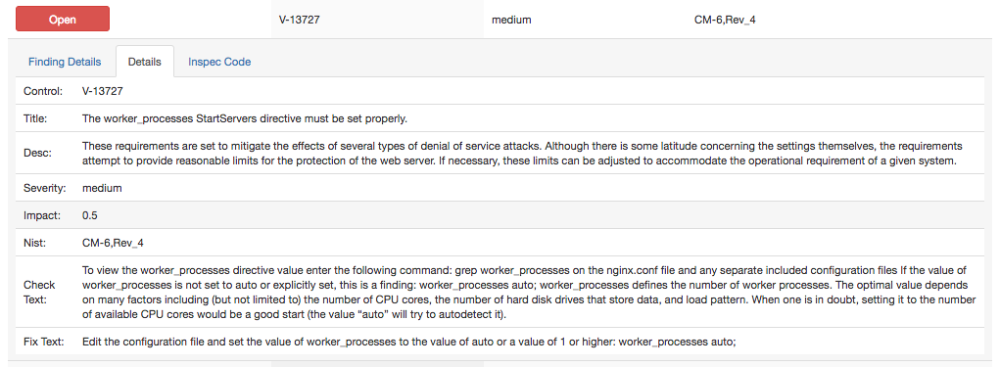 Open V-13727 medium CM-6,Rev_4
Finding Details Details Inspec Code
Control: V-13727
Title: The worker_processes StartServers directive must be set properly.
Desc: These requirements are set to mitigate the effects of several types of denial of service attacks. Although there is some latitude concerning the settings themselves, the requirements
attempt to provide reasonable limits for the protection of the web server. If necessary, these limits can be adjusted to accommodate the operational requirement of a given system.
Severity: medium
Impact: 0.5
Nist: CM-6,Rev_4
Check Text: To view the worker_processes directive value enter the following command: grep worker_processes on the nginx.conf file and any separate included configuration files If the value of
worker_processes is not set to auto or explicitly set, this is a finding: worker_processes auto; worker_processes defines the number of worker processes. The optimal value depends
on many factors including (but not limited to) the number of CPU cores, the number of hard disk drives that store data, and load pattern. When one is in doubt, setting it to the number
of available CPU cores would be a good start (the value “auto” will try to autodetect it).
Fix Text: Edit the configuration file and set the value of worker_processes to the value of auto or a value of 1 or higher: worker_processes auto;